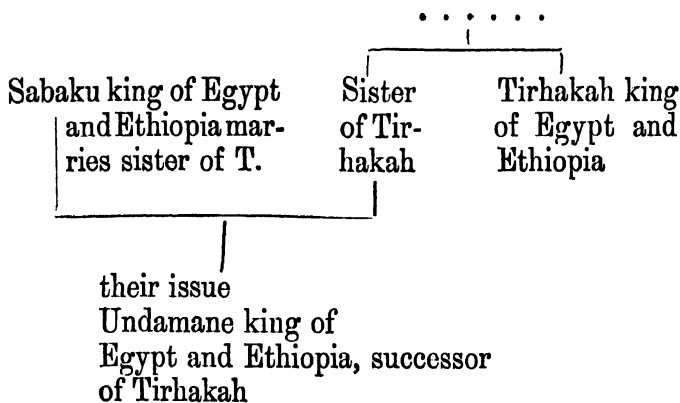 . . . . . .
Sabaku king of Egypt
and Ethiopia mar-
ries sister of T.
Sister
of Tir-
hakah
Tirhakah king
of Egypt and
Ethiopia
their issue
Undamane king of
Egypt and Ethiopia, successor
of Tirhakah